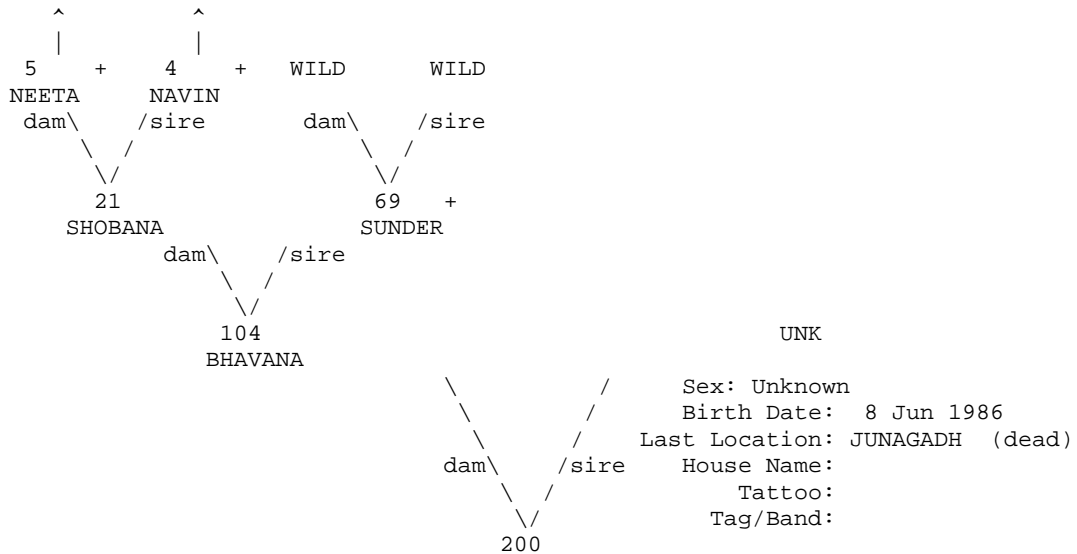 ^ ^
| |
5 + 4 + WILD WILD
NEETA NAVIN
dam\ /sire dam\ /sire
\ / \ /
\/ \/
21 69 +
SHOBANA SUNDER
dam\ /sire
\ /
\/
104 UNK
BHAVANA
\ / Sex: Unknown
\ / Birth Date: 8 Jun 1986
\ / Last Location: JUNAGADH (dead)
dam\ /sire House Name:
\ / Tattoo:
\/ Tag/Band:
200